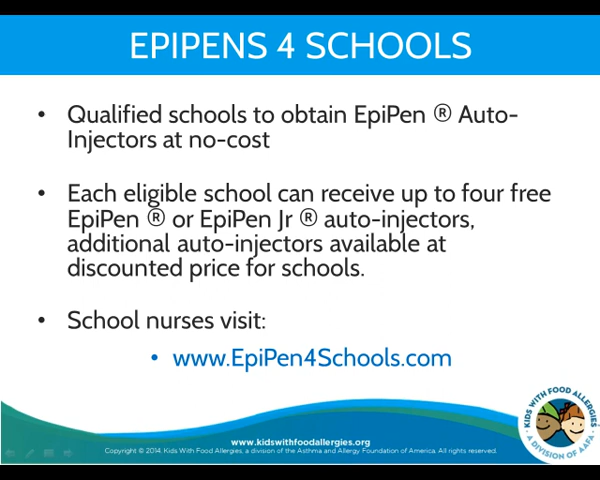 EPIPENS 4 SCHOOLS
• Qualified schools to obtain EpiPen ® Auto-
Injectors at no-cost
• Each eligible school can receive up to four free
EpiPen ® or EpiPen Jr ® auto-injectors,
additional auto-injectors available at
discounted price for schools.
• School nurses visit:
• www.EpiPen4Schools.com
www.kidswithfoodallergies.org
Copyright © 2014. Kids With Food Allergies, a division of the Asthma and Allergy Foundation of America. All rights reserved.
KIDS WITH FOOD ALLERGIES
A DIVISION OF AAFA